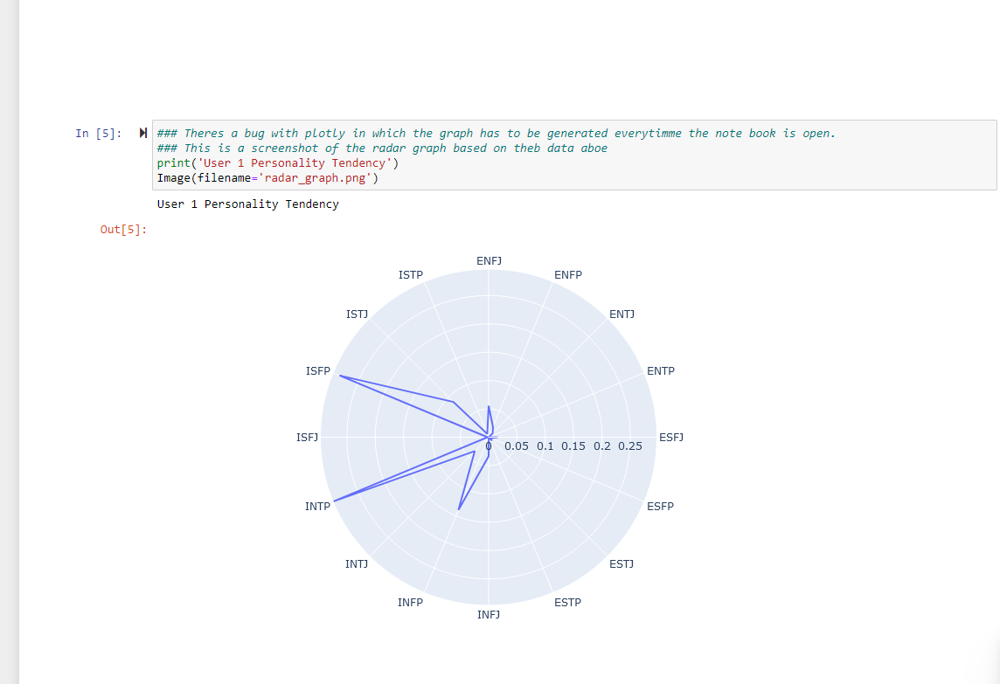 In [5]:
### Theres a bug with plotly in which the graph has to be generated everytimme the note book is open.
### This is a screenshot of the radar graph based on theb data aboe
print('User 1 Personality Tendency')
Image(filename='radar_graph.png')
User 1 Personality Tendency
Out[5]:
ENFJ
ISTP
ENFP
ISTJ
ENTJ
ISFP
ENTP
ISFJ
ESFJ
0 0.05 0.1 0.15 0.2 0.25
INTP
ESFP
INTJ
ESTJ
INFP
ESTP
INFJ